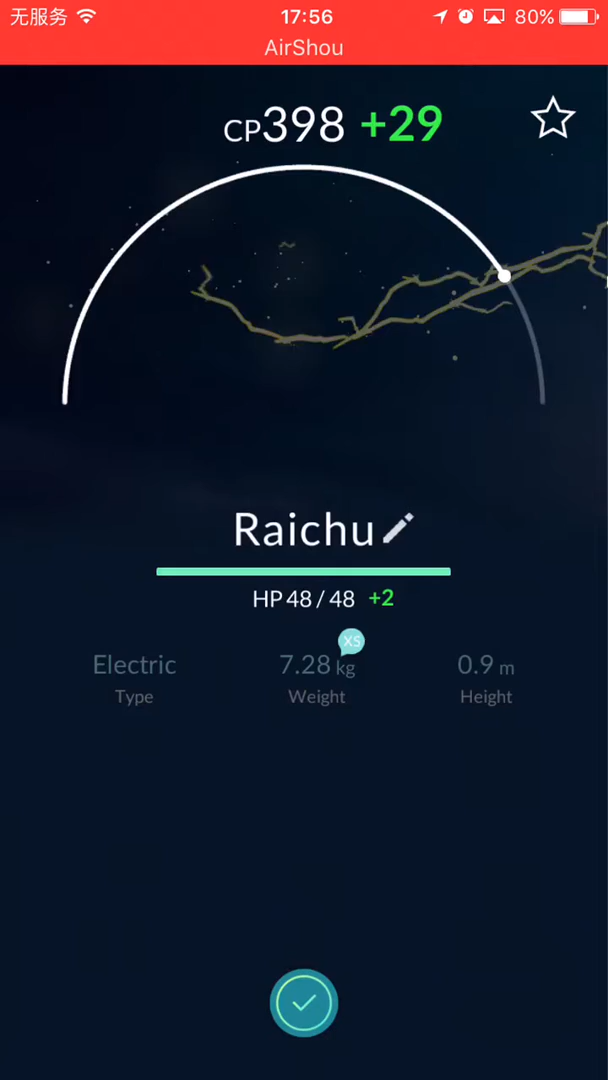 无服务 17:56 80%
AirShou
CP398 +29
Raichu
HP 48 / 48 +2
XS
Electric 7.28 kg 0.9 m
Type Weight Height